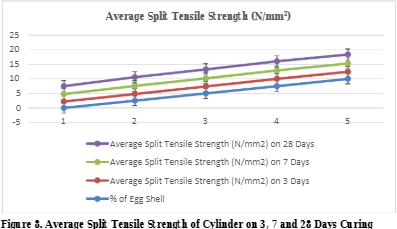 Average Split Tensile Strength (N/mm²)
25
20
15
10
5
0
-5
1 2 3 4 5
Average Split Tensile Strength (N/mm2) on 28 Days
Average Split Tensile Strength (N/mm2) on 7 Days
Average Split Tensile Strength (N/mm2) on 3 Days
% of Egg Shell
Figure 8. Average Split Tensile Strength of Cylinder on 3, 7 and 28 Days Curing